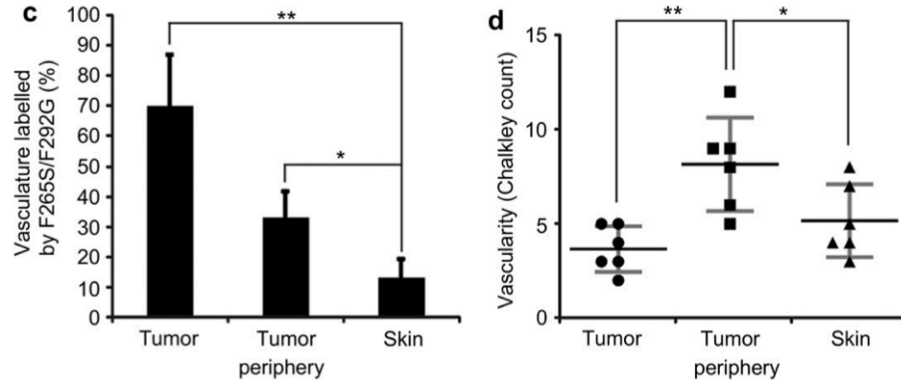 c
Vasculature labelled
by F265S/F292G (%)
100
90
80
70
60
50
40
30
20
10
0
**
*
Tumor
Tumor
periphery
Skin
d
Vascularity (Chalkley count)
15
10
5
0
**
*
Tumor
Tumor
periphery
Skin